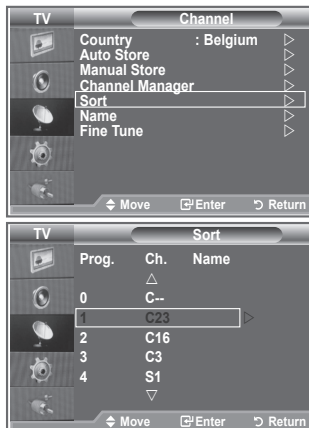 TV Channel
Country : Belgium
Auto Store
Manual Store
Channel Manager
Sort
Name
Fine Tune
Move Enter Return
TV Sort
Prog. Ch. Name
0 C--
1 C23
2 C16
3 C3
4 S1
Move Enter Return